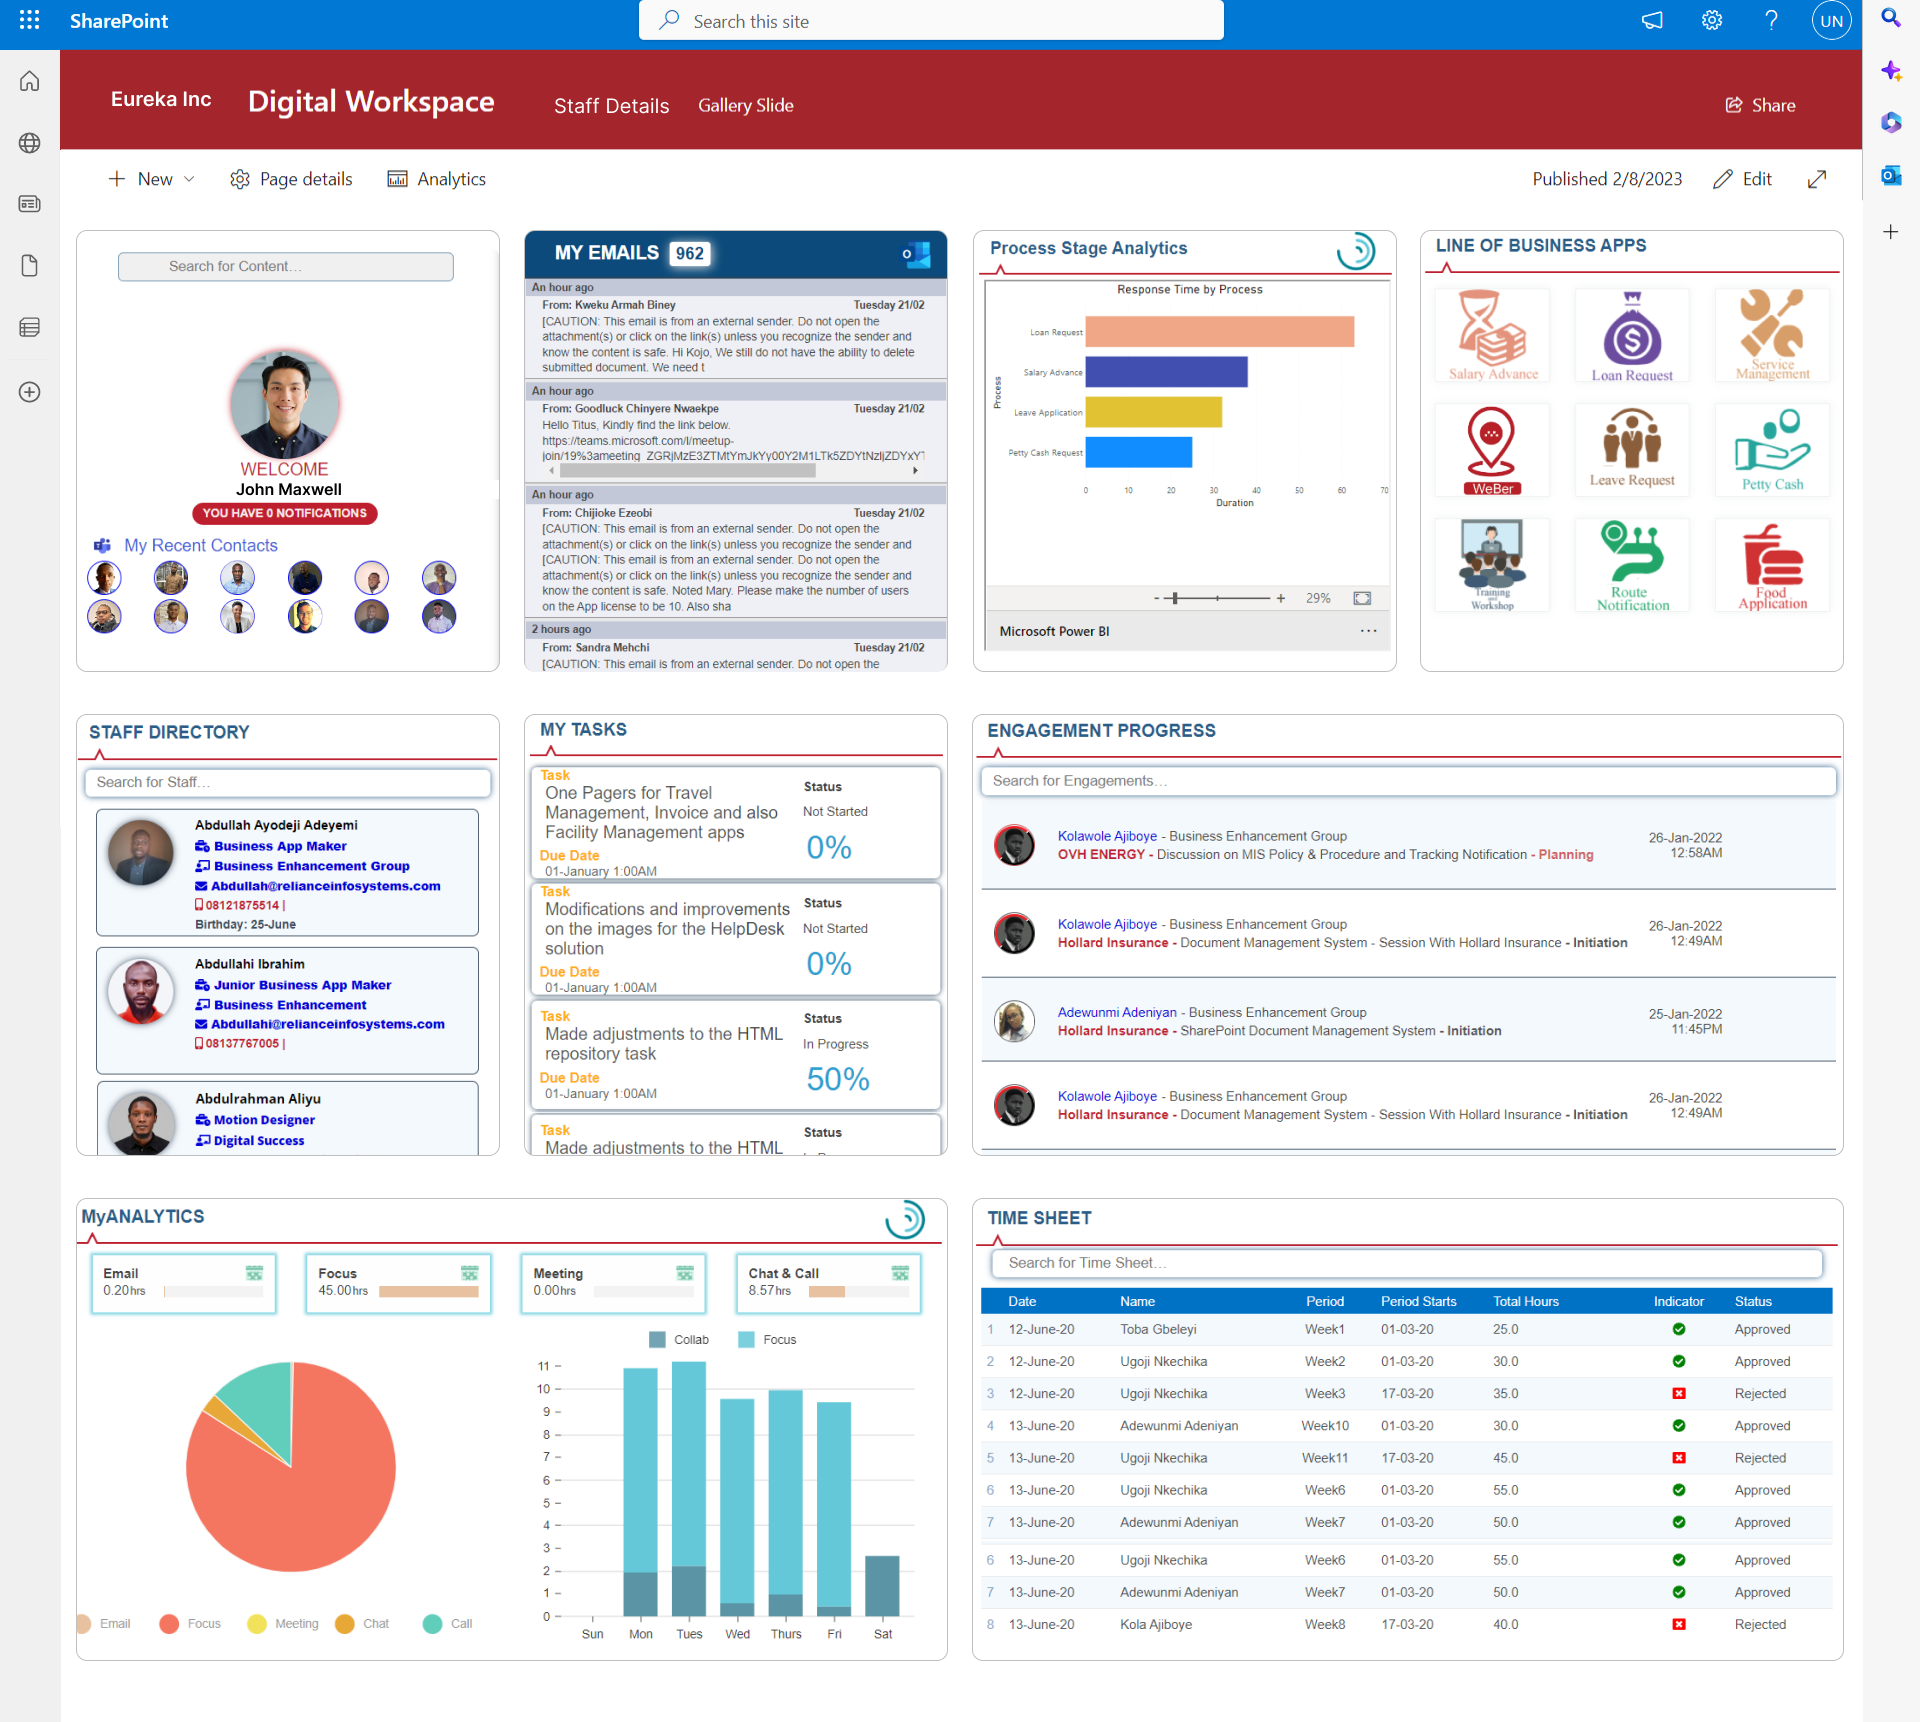 SharePoint
Search this site
UN
Eureka Inc
Digital Workspace
Staff Details
Gallery Slide
Share
New
Page details
Analytics
Published 2/8/2023
Edit
Search for Content...
WELCOME
John Maxwell
YOU HAVE 0 NOTIFICATIONS
My Recent Contacts
MY EMAILS 962
An hour ago
From: Kweku Armah Biney Tuesday 21/02
[CAUTION: This email is from an external sender. Do not open the
attachment(s) or click on the link(s) unless you recognize the sender and
know the content is safe. Hi Kojo, We still do not have the ability to delete
submitted document. We need t
An hour ago
From: Goodluck Chinyere Nwaekpe Tuesday 21/02
Hello Titus, Kindly find the link below.
https://teams.microsoft.com/l/meetup-
join/19%3ameeting_ZGRjMzE3ZTMtYmJkYy00Y2M1LTk5ZDYtNzljZDYxYT
An hour ago
From: Chijioke Ezeobi Tuesday 21/02
[CAUTION: This email is from an external sender. Do not open the
attachment(s) or click on the link(s) unless you recognize the sender and
[CAUTION: This email is from an external sender. Do not open the
attachment(s) or click on the link(s) unless you recognize the sender and
know the content is safe. Noted Mary. Please make the number of users
on the App license to be 10. Also sha
2 hours ago
From: Sandra Mehchi Tuesday 21/02
[CAUTION: This email is from an external sender. Do not open the
Process Stage Analytics
Response Time by Process
Process
Loan Request
Salary Advance
Leave Application
Petty Cash Request
0 10 20 30 40 50 60 70
Duration
- + 29%
Microsoft Power BI ...
LINE OF BUSINESS APPS
Salary Advance
Loan Request
Service
Management
WeBer
Leave Request
Petty Cash
Training
and
Workshop
Route
Notification
Food
Application
STAFF DIRECTORY
Search for Staff...
Abdullah Ayodeji Adeyemi
Business App Maker
Business Enhancement Group
Abdullah@relianceinfosystems.com
08121875514 |
Birthday: 25-June
Abdullahi Ibrahim
Junior Business App Maker
Business Enhancement
Abdullahi@relianceinfosystems.com
08137767005 |
Abdulrahman Aliyu
Motion Designer
Digital Success
MY TASKS
Task
One Pagers for Travel
Management, Invoice and also
Facility Management apps
Due Date
01-January 1:00AM
Status
Not Started
0%
Task
Modifications and improvements
on the images for the HelpDesk
solution
Due Date
01-January 1:00AM
Status
Not Started
0%
Task
Made adjustments to the HTML
repository task
Due Date
01-January 1:00AM
Status
In Progress
50%
Task
Made adjustments to the HTML
Status
ENGAGEMENT PROGRESS
Search for Engagements...
Kolawole Ajiboye - Business Enhancement Group
OVH ENERGY - Discussion on MIS Policy & Procedure and Tracking Notification - Planning
26-Jan-2022
12:58AM
Kolawole Ajiboye - Business Enhancement Group
Hollard Insurance - Document Management System - Session With Hollard Insurance - Initiation
26-Jan-2022
12:49AM
Adewunmi Adeniyan - Business Enhancement Group
Hollard Insurance - SharePoint Document Management System - Initiation
25-Jan-2022
11:45PM
Kolawole Ajiboye - Business Enhancement Group
Hollard Insurance - Document Management System - Session With Hollard Insurance - Initiation
26-Jan-2022
12:49AM
MyANALYTICS
Email
0.20hrs
Focus
45.00hrs
Meeting
0.00hrs
Chat & Call
8.57hrs
Email Focus Meeting Chat Call
Collab Focus
11
10
9
8
7
6
5
4
3
2
1
0
Sun Mon Tues Wed Thurs Fri Sat
TIME SHEET
Search for Time Sheet...
Date Name Period Period Starts Total Hours Indicator Status
1 12-June-20 Toba Gbeleyi Week1 01-03-20 25.0 Approved
2 12-June-20 Ugoji Nkechika Week2 01-03-20 30.0 Approved
3 12-June-20 Ugoji Nkechika Week3 17-03-20 35.0 Rejected
4 13-June-20 Adewunmi Adeniyan Week10 01-03-20 30.0 Approved
5 13-June-20 Ugoji Nkechika Week11 17-03-20 45.0 Rejected
6 13-June-20 Ugoji Nkechika Week6 01-03-20 55.0 Approved
7 13-June-20 Adewunmi Adeniyan Week7 01-03-20 50.0 Approved
6 13-June-20 Ugoji Nkechika Week6 01-03-20 55.0 Approved
7 13-June-20 Adewunmi Adeniyan Week7 01-03-20 50.0 Approved
8 13-June-20 Kola Ajiboye Week8 17-03-20 40.0 Rejected